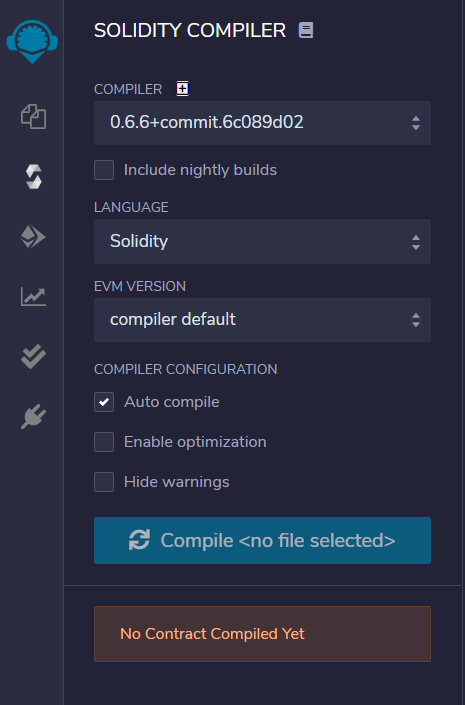 SOLIDITY COMPILER
COMPILER
0.6.6+commit.6c089d02
Include nightly builds
LANGUAGE
Solidity
EVM VERSION
compiler default
COMPILER CONFIGURATION
Auto compile
Enable optimization
Hide warnings
Compile <no file selected>
No Contract Compiled Yet